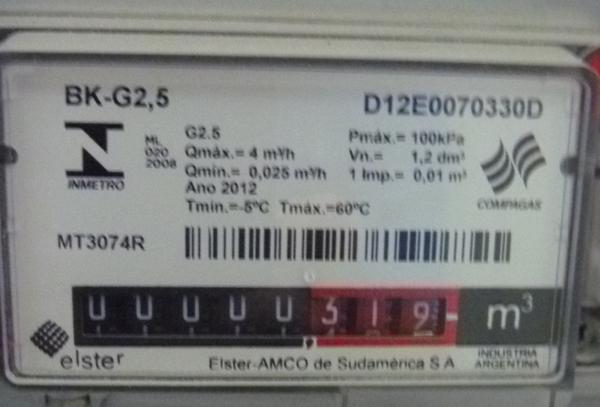 BK-G2,5
D12E0070330D
INMETRO
ML
020
2008
G2.5
Qmáx.= 4 m³/h
Qmin.= 0,025 m³/h
Ano 2012
Tmin.=-5ºC Tmáx.=60ºC
Pmáx.= 100kPa
Vn.= 1,2 dm³
1 Imp.= 0,01 m³
COMPAGAS
MT3074R
m³
elster
Elster-AMCO de Sudamérica S A
INDUSTRIA
ARGENTINA